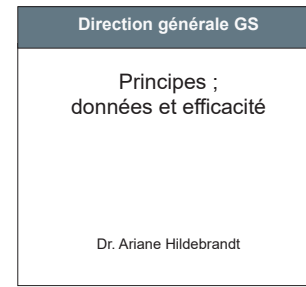 Direction générale GS
Principes ;
données et efficacité
Dr. Ariane Hildebrandt